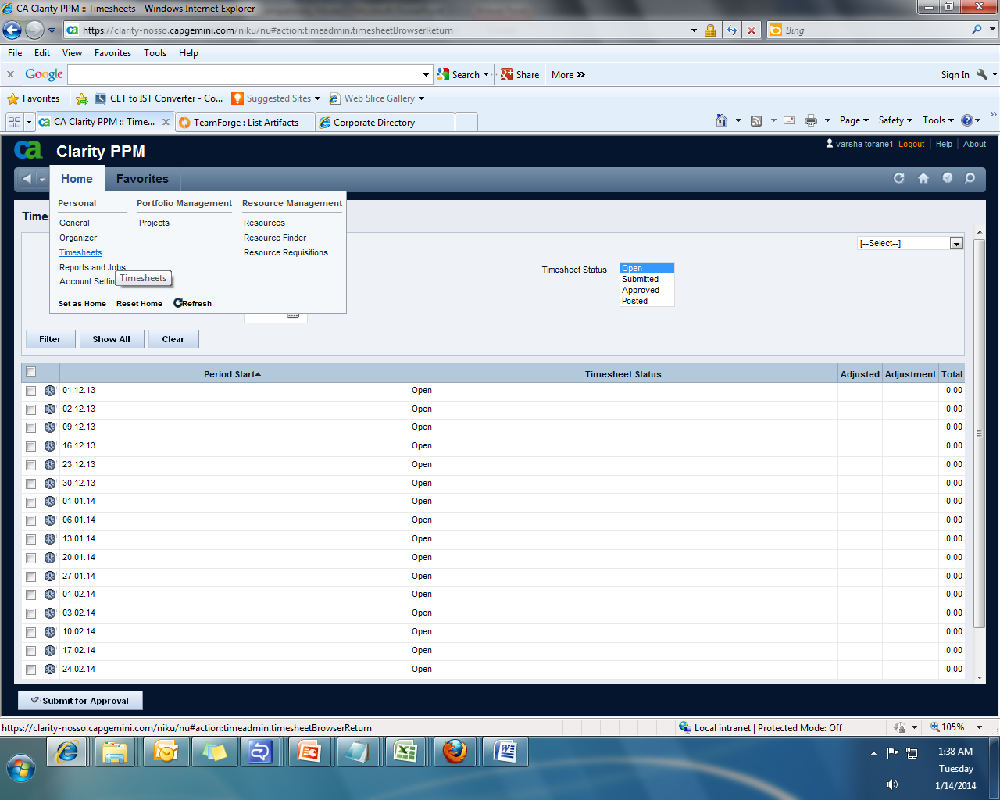 CA Clarity PPM :: Timesheets - Windows Internet Explorer
https://clarity-nosso.capgemini.com/niku/nu#action:timeadmin.timesheetBrowserReturn
Bing
File Edit View Favorites Tools Help
x Google Search Share More » Sign In
Favorites CET to IST Converter - Co... Suggested Sites Web Slice Gallery
CA Clarity PPM :: Time... x TeamForge : List Artifacts Corporate Directory Page Safety Tools »
ca Clarity PPM varsha torane1 Logout Help About
Home Favorites
Personal Portfolio Management Resource Management
Time
General Projects Resources
Organizer Resource Finder
[--Select--]
Timesheets Resource Requisitions
Reports and Jobs
Timesheet Status Open
Account Settin Timesheets
Submitted
Approved
Posted
Set as Home Reset Home Refresh
Filter Show All Clear
Period Start Timesheet Status Adjusted Adjustment Total
01.12.13 Open 0,00
02.12.13 Open 0,00
09.12.13 Open 0,00
16.12.13 Open 0,00
23.12.13 Open 0,00
30.12.13 Open 0,00
01.01.14 Open 0,00
06.01.14 Open 0,00
13.01.14 Open 0,00
20.01.14 Open 0,00
27.01.14 Open 0,00
01.02.14 Open 0,00
03.02.14 Open 0,00
10.02.14 Open 0,00
17.02.14 Open 0,00
24.02.14 Open 0,00
Submit for Approval
https://clarity-nosso.capgemini.com/niku/nu#action:timeadmin.timesheetBrowserReturn Local intranet | Protected Mode: Off 105%
1:38 AM
Tuesday
1/14/2014